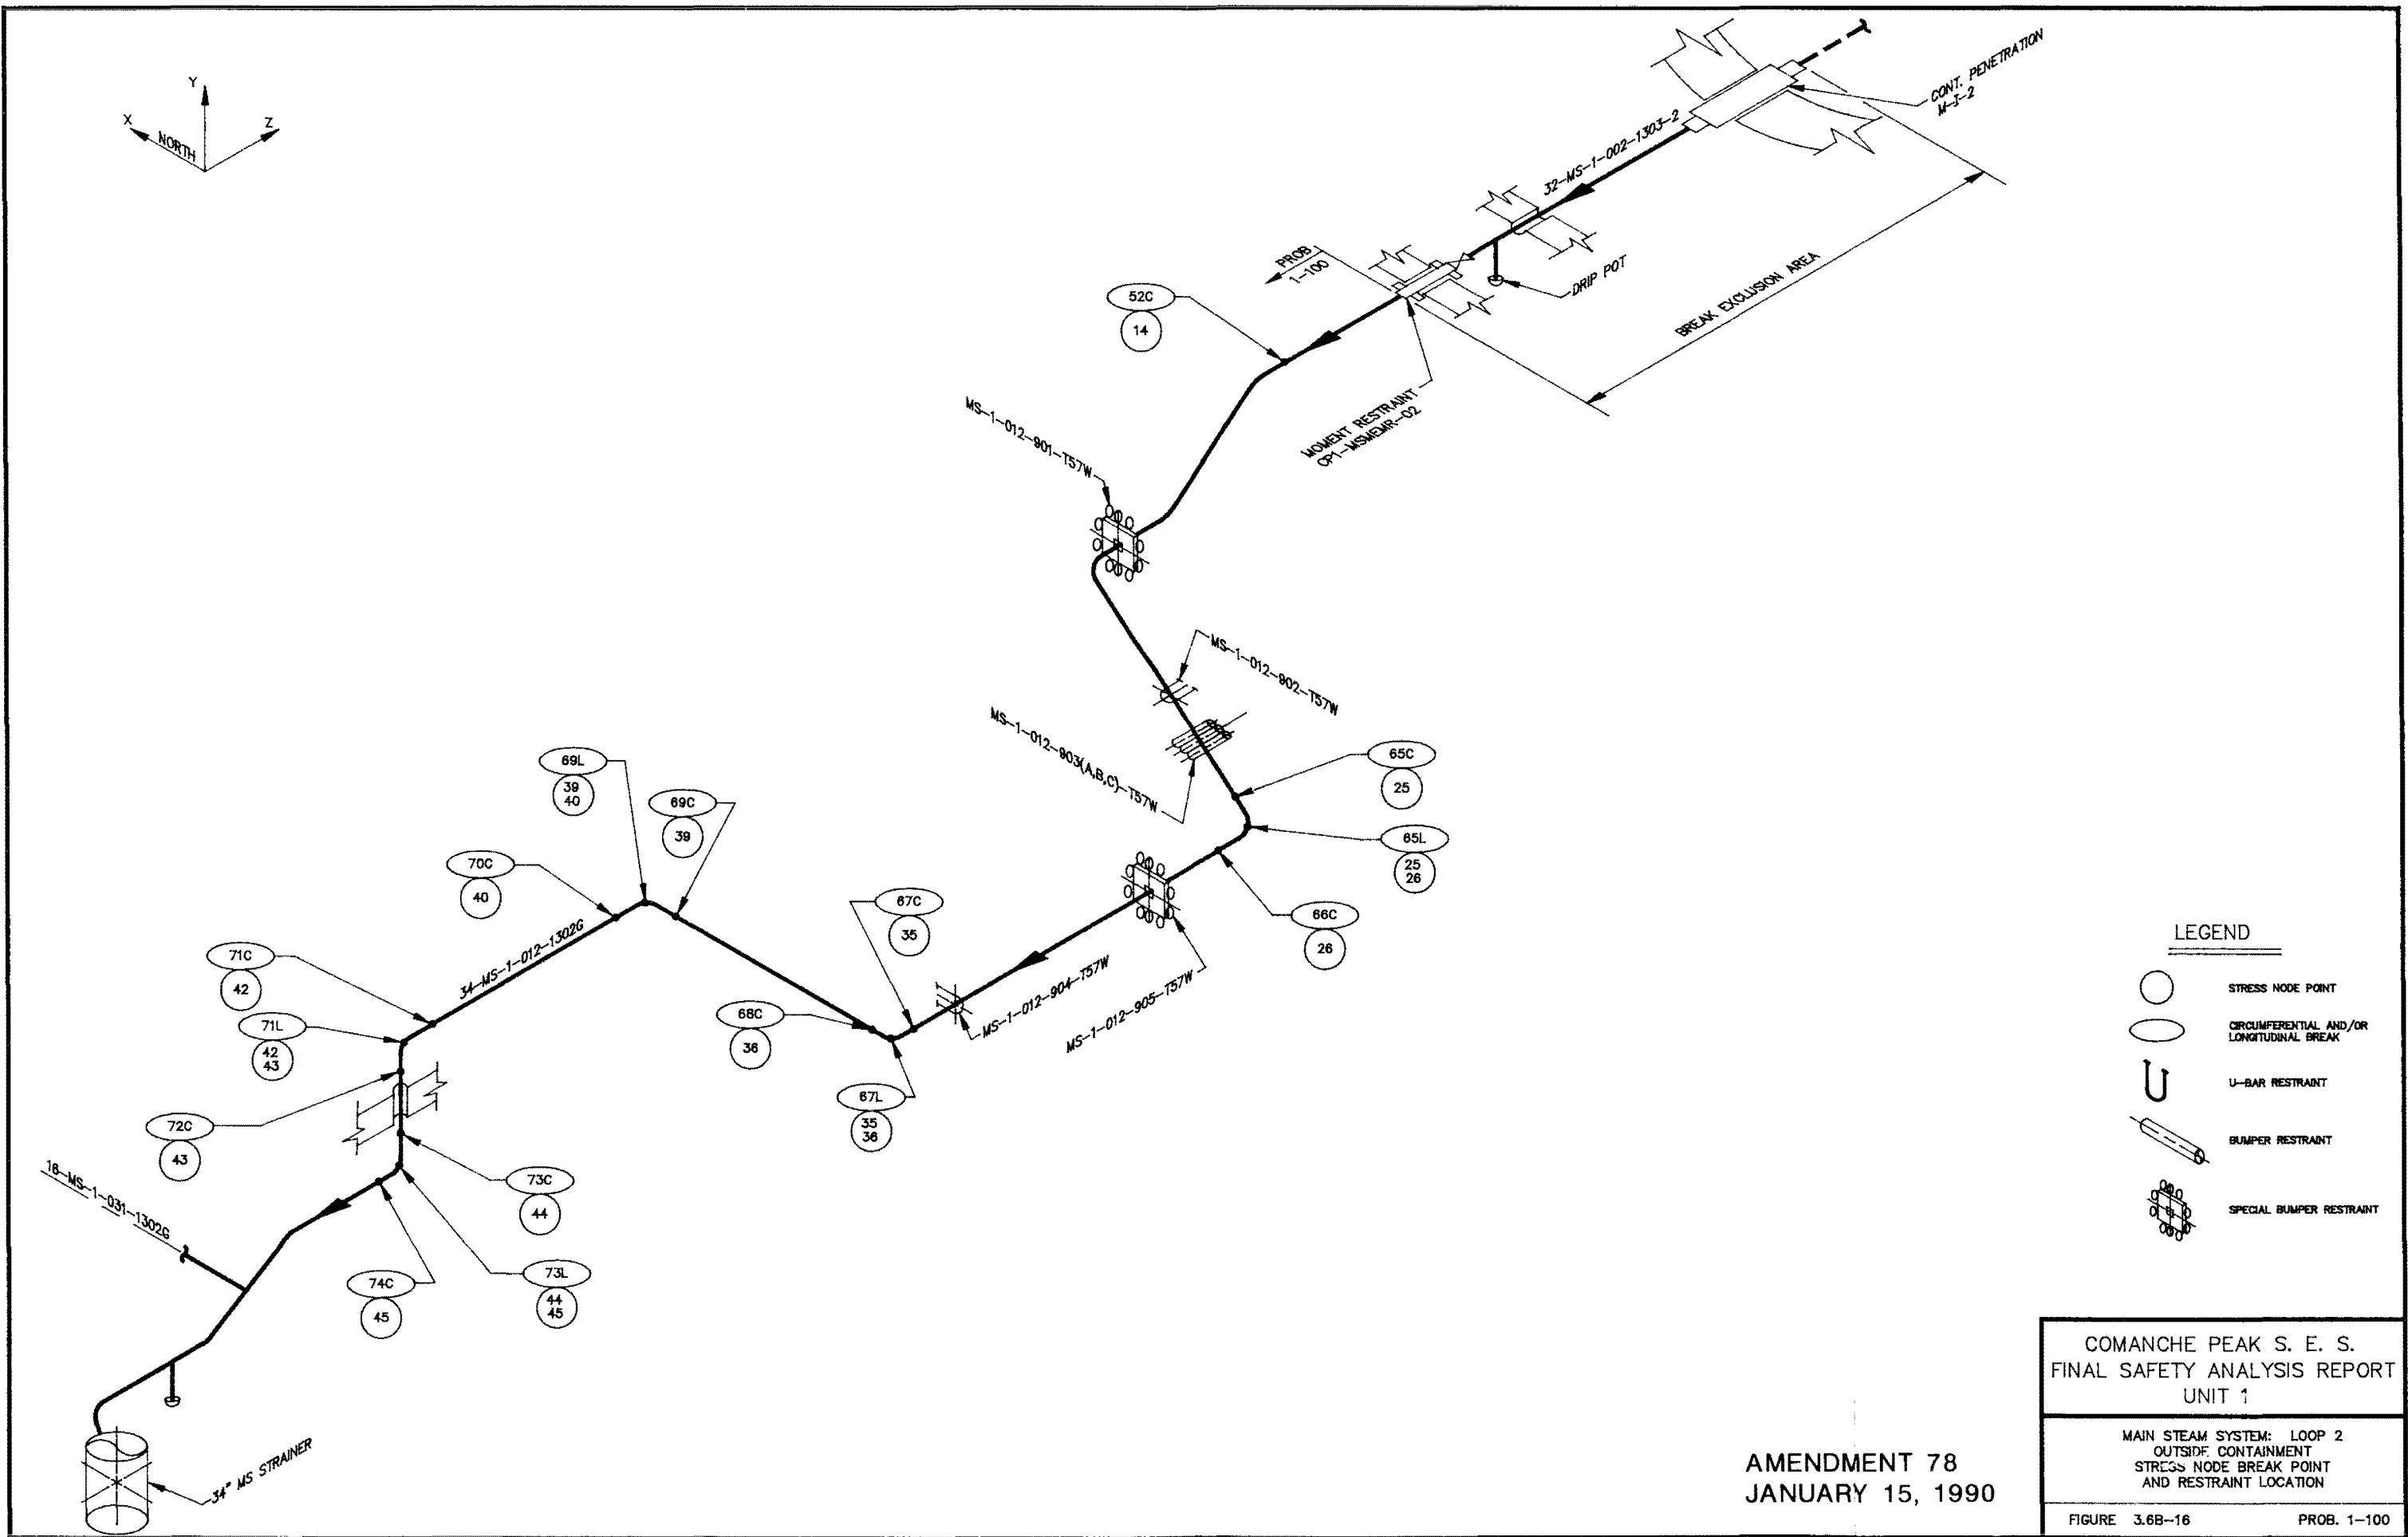 Y
X
Z
NORTH
CONT. PENETRATION
M-I-2
32-MS-1-002-1303-2
PROB
1-100
DRIP POT
BREAK EXCLUSION AREA
52C
14
MOMENT RESTRAINT
CP1-MSMEMR-02
MS-1-012-901-T57W
MS-1-012-902-T57W
MS-1-012-903(A,B,C)-T57W
65C
25
65L
25
26
66C
26
69L
39
40
69C
39
70C
40
67C
35
34-MS-1-012-1302G
71C
42
71L
42
43
68C
36
MS-1-012-904-T57W
MS-1-012-905-T57W
67L
35
36
72C
43
73C
44
16-MS-1-031-1302G
74C
45
73L
44
45
34" MS STRAINER
LEGEND
STRESS NODE POINT
CIRCUMFERENTIAL AND/OR
LONGITUDINAL BREAK
U-BAR RESTRAINT
BUMPER RESTRAINT
SPECIAL BUMPER RESTRAINT
AMENDMENT 78
JANUARY 15, 1990
COMANCHE PEAK S. E. S.
FINAL SAFETY ANALYSIS REPORT
UNIT 1
MAIN STEAM SYSTEM: LOOP 2
OUTSIDE CONTAINMENT
STRESS NODE BREAK POINT
AND RESTRAINT LOCATION
FIGURE 3.6B-16 PROB. 1-100